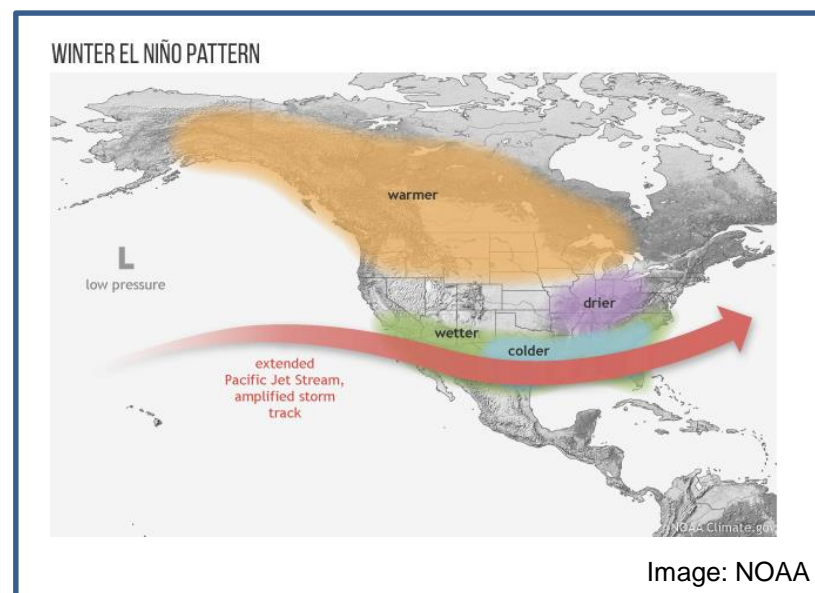 WINTER EL NIÑO PATTERN
warmer
L
low pressure
drier
wetter
colder
extended
Pacific Jet Stream,
amplified storm
track
NOAA Climate.gov
Image: NOAA